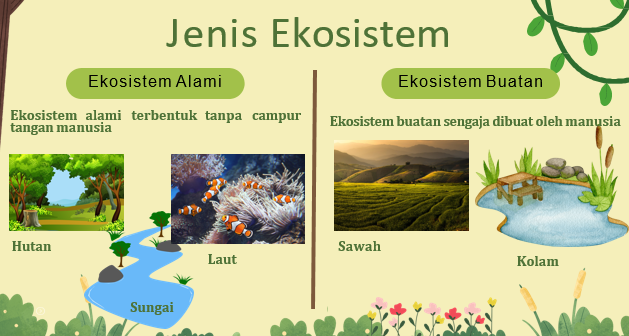 Jenis Ekosistem
Ekosistem Alami
Ekosistem alami terbentuk tanpa campur
tangan manusia
Hutan
Laut
Sungai
Ekosistem Buatan
Ekosistem buatan sengaja dibuat oleh manusia
Sawah
Kolam